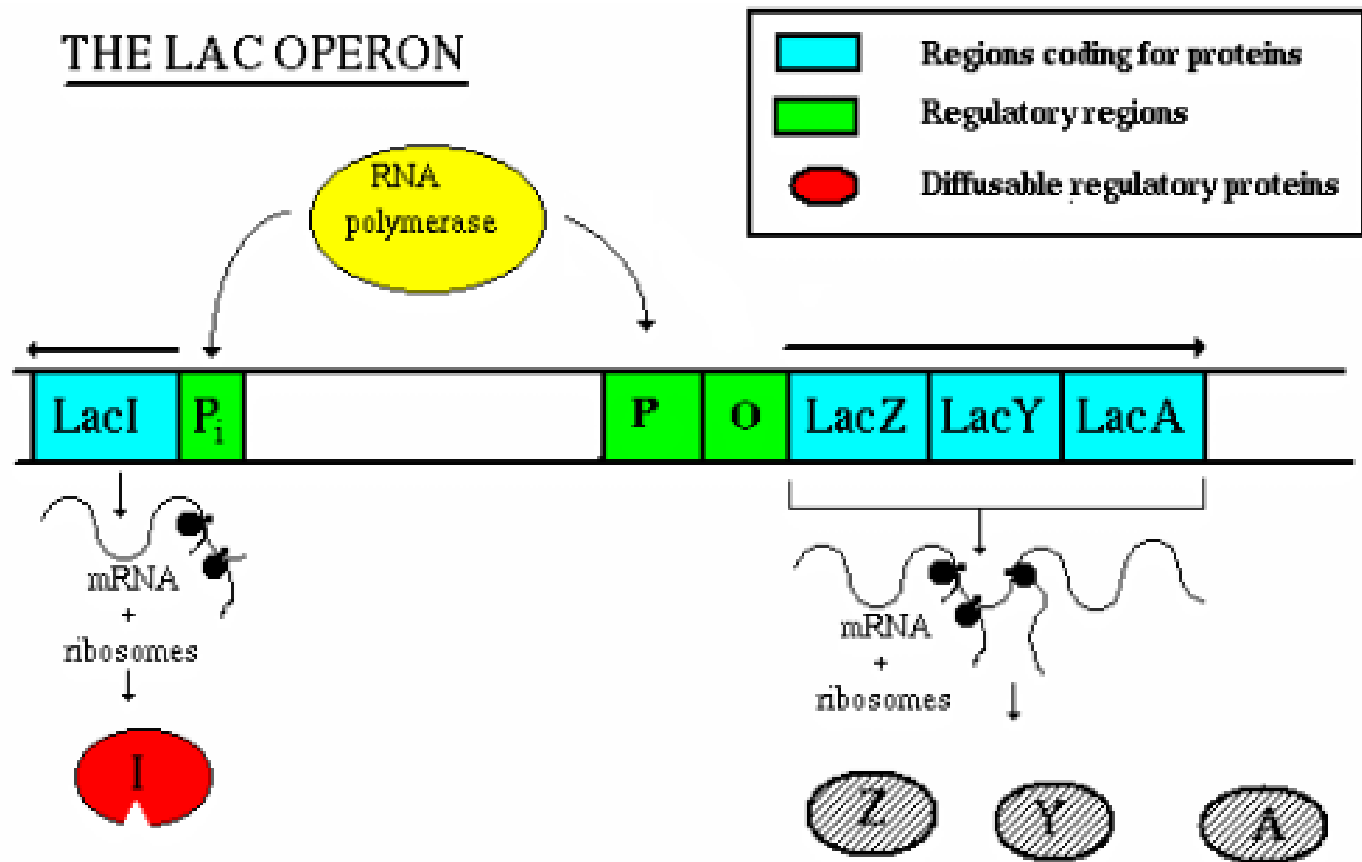 THE LAC OPERON
Regions coding for proteins
Regulatory regions
Diffusable regulatory proteins
RNA
polymerase
LacI
Pi
P
O
LacZ
LacY
LacA
mRNA
+
ribosomes
I
mRNA
+
ribosomes
Z
Y
A